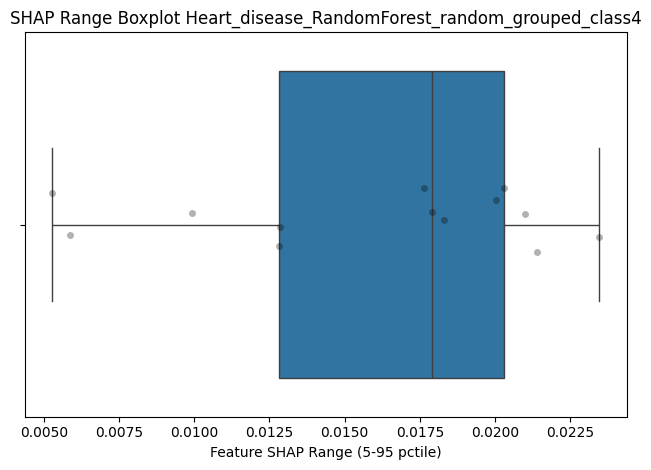 SHAP Range Boxplot Heart_disease_RandomForest_random_grouped_class4
0.0050 0.0075 0.0100 0.0125 0.0150 0.0175 0.0200 0.0225
Feature SHAP Range (5-95 pctile)